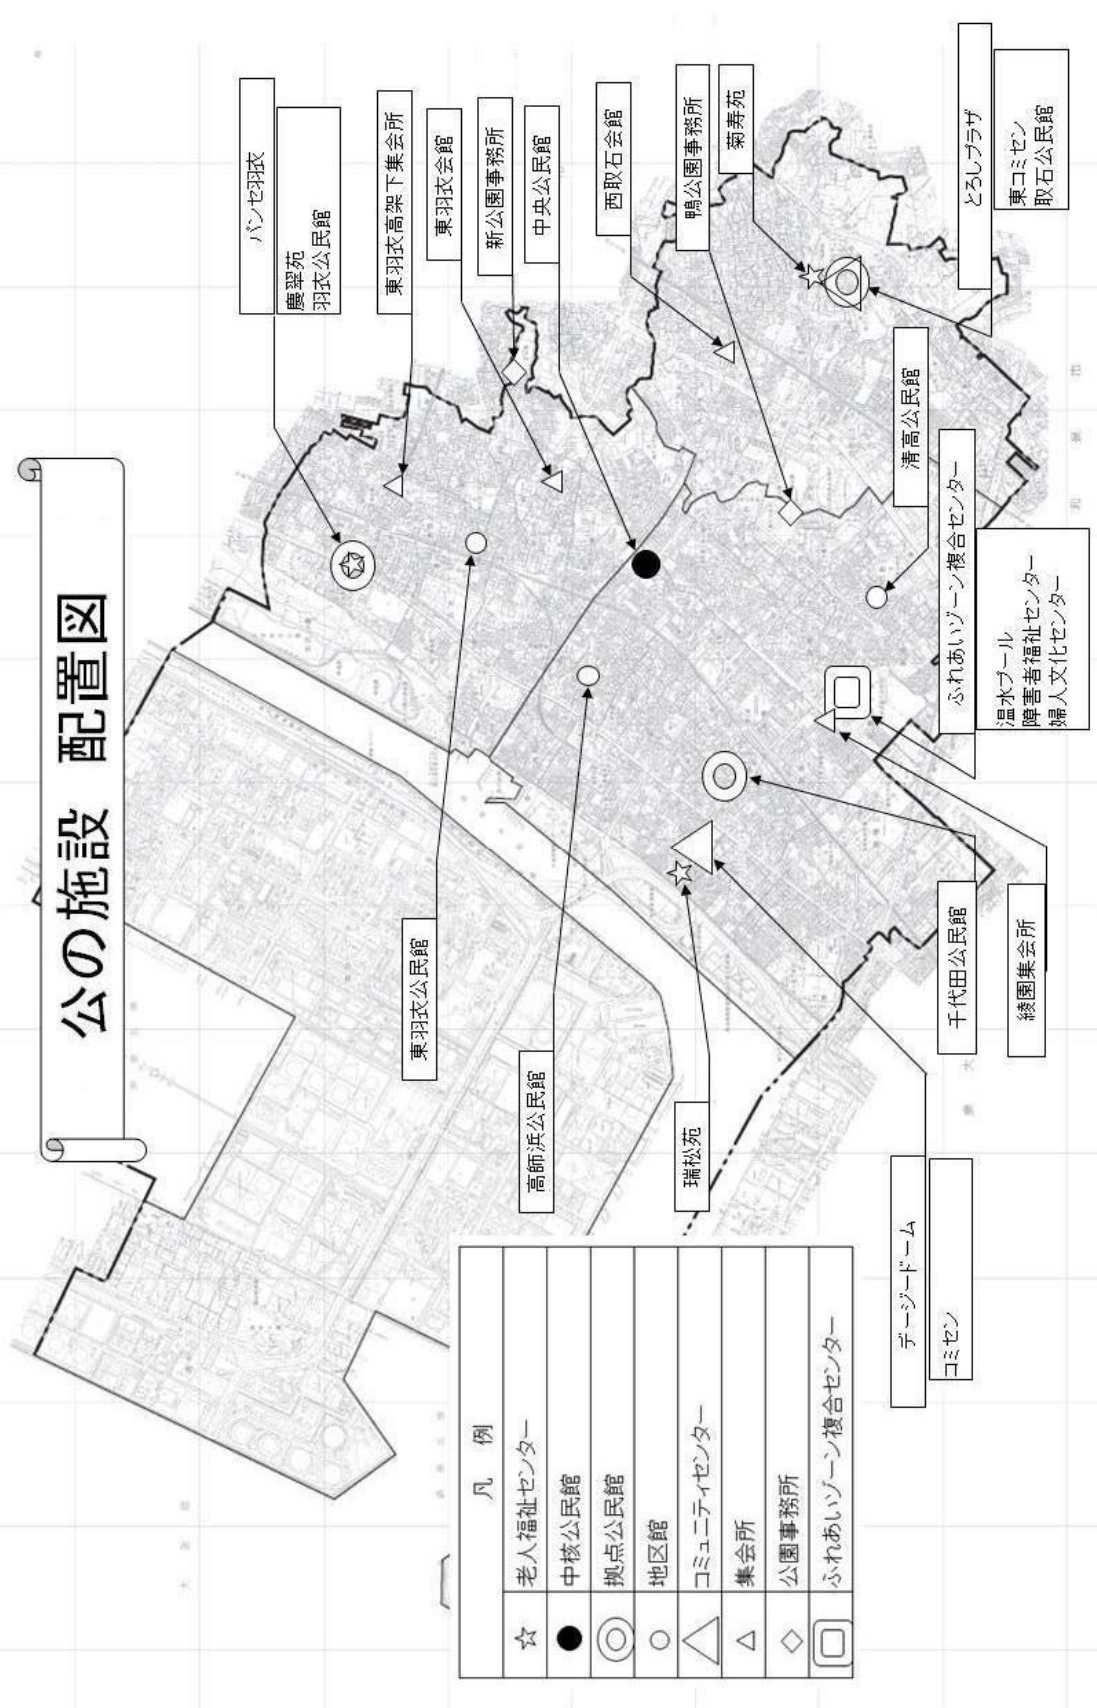 公の施設 配置図
パンセ羽衣
慶翠苑
羽衣公民館
東羽衣高架下集会所
東羽衣会館
新公園事務所
中央公民館
西取石会館
鴨公園事務所
菊寿苑
とろしプラザ
東コミセン
取石公民館
清高公民館
ふれあいゾーン複合センター
温水プール
障害者福祉センター
婦人文化センター
東羽衣公民館
高師浜公民館
瑞松苑
千代田公民館
綾園集会所
デージードーム
コミセン
凡 例
老人福祉センター
中核公民館
拠点公民館
地区館
コミュニティセンター
集会所
公園事務所
ふれあいゾーン複合センター